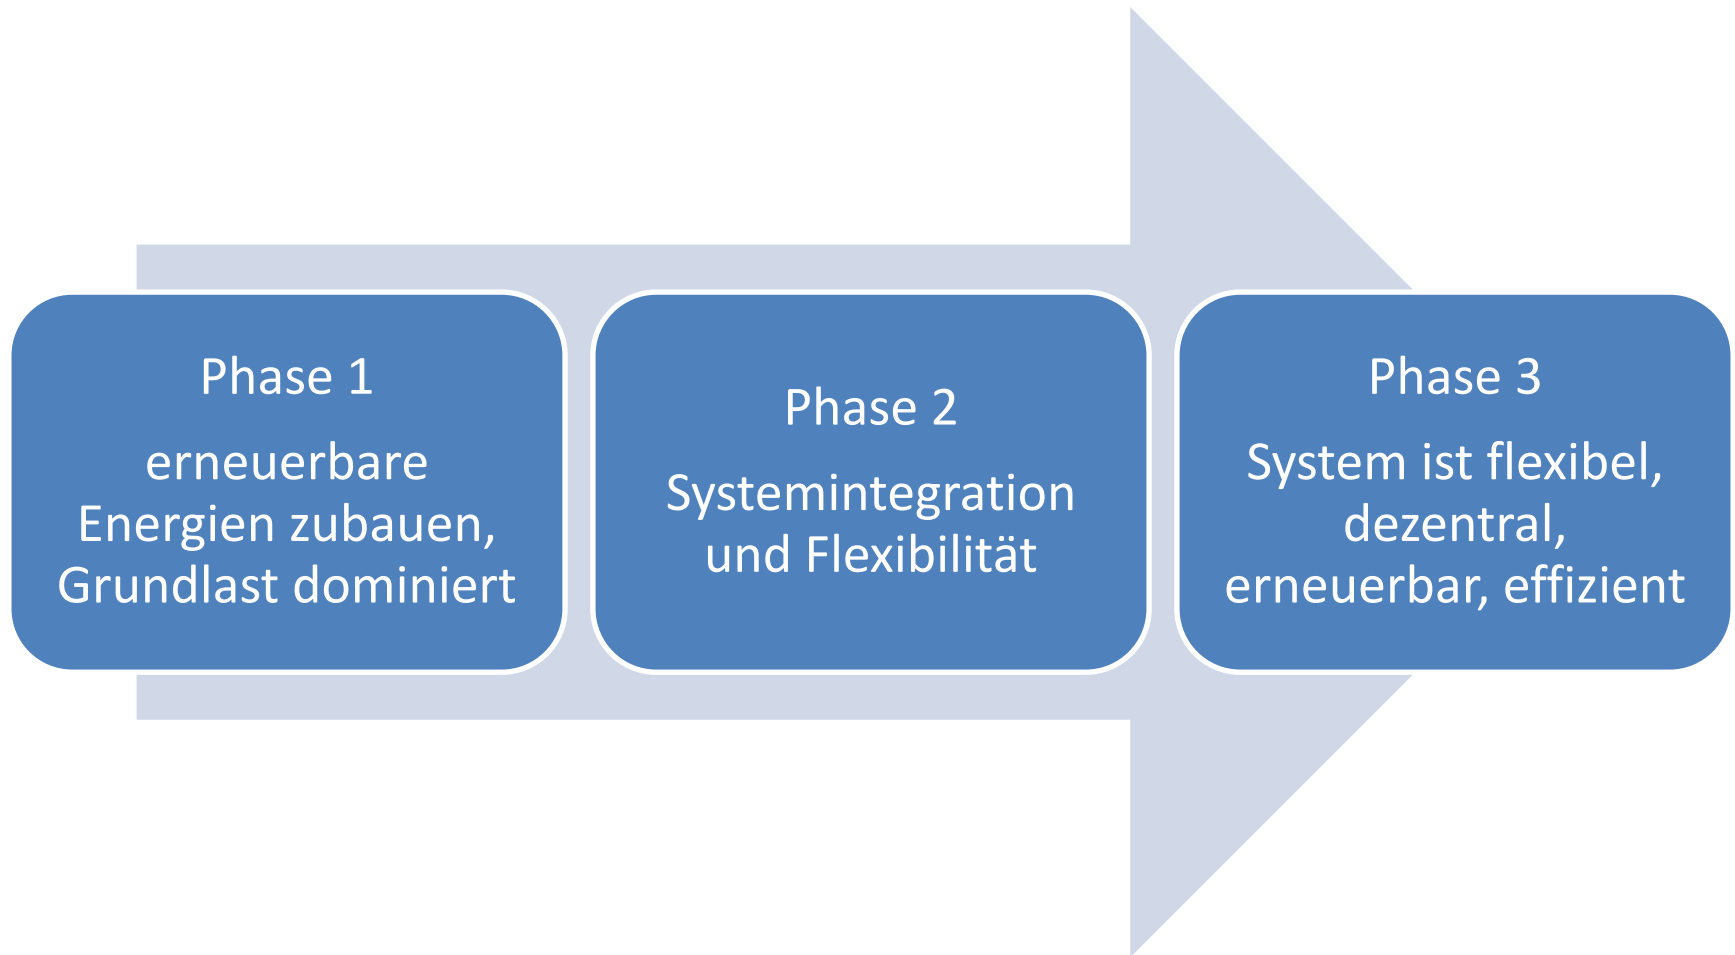 Phase 1
erneuerbare
Energien zubauen,
Grundlast dominiert
Phase 2
Systemintegration
und Flexibilität
Phase 3
System ist flexibel,
dezentral,
erneuerbar, effizient